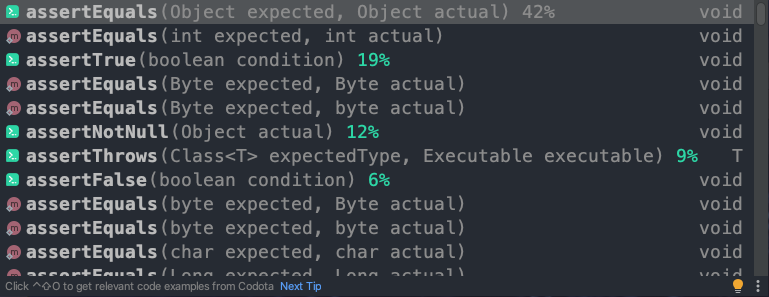 assertEquals(Object expected, Object actual) 42% void
assertEquals(int expected, int actual) void
assertTrue(boolean condition) 19% void
assertEquals(Byte expected, Byte actual) void
assertEquals(Byte expected, byte actual) void
assertNotNull(Object actual) 12% void
assertThrows(Class<T> expectedType, Executable executable) 9% T
assertFalse(boolean condition) 6% void
assertEquals(byte expected, Byte actual) void
assertEquals(byte expected, byte actual) void
assertEquals(char expected, char actual) void
assertEquals(Long expected, Long actual) void
Click ⌃⇧O to get relevant code examples from Codota Next Tip